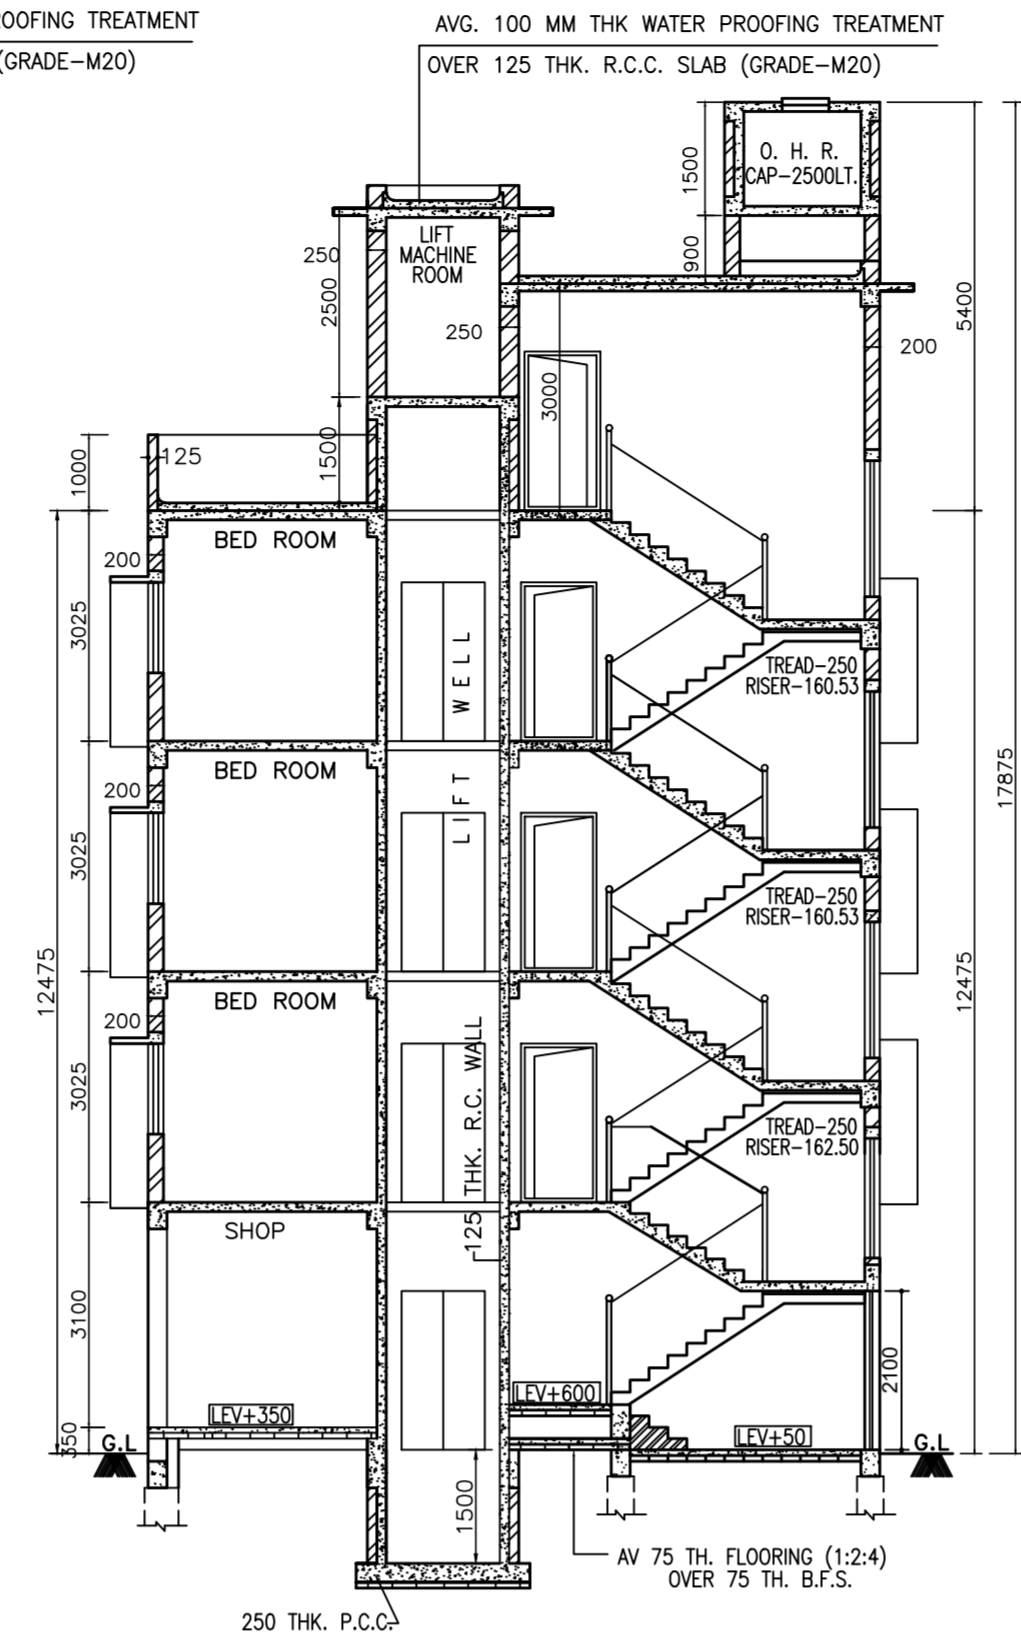 OOFING TREATMENT
(GRADE-M20)
AVG. 100 MM THK WATER PROOFING TREATMENT
OVER 125 THK. R.C.C. SLAB (GRADE-M20)
O. H. R.
CAP-2500LT.
1500
900
5400
17875
LIFT
MACHINE
ROOM
250
2500
250
3000
200
1500
1000
125
BED ROOM
200
3025
LIFT WELL
TREAD-250
RISER-160.53
BED ROOM
200
3025
TREAD-250
RISER-160.53
12475
12475
BED ROOM
200
3025
125 THK. R.C. WALL
TREAD-250
RISER-162.50
SHOP
3100
2100
LEV+600
LEV+350
LEV+50
350
G.L
G.L
1500
AV 75 TH. FLOORING (1:2:4)
OVER 75 TH. B.F.S.
250 THK. P.C.C.